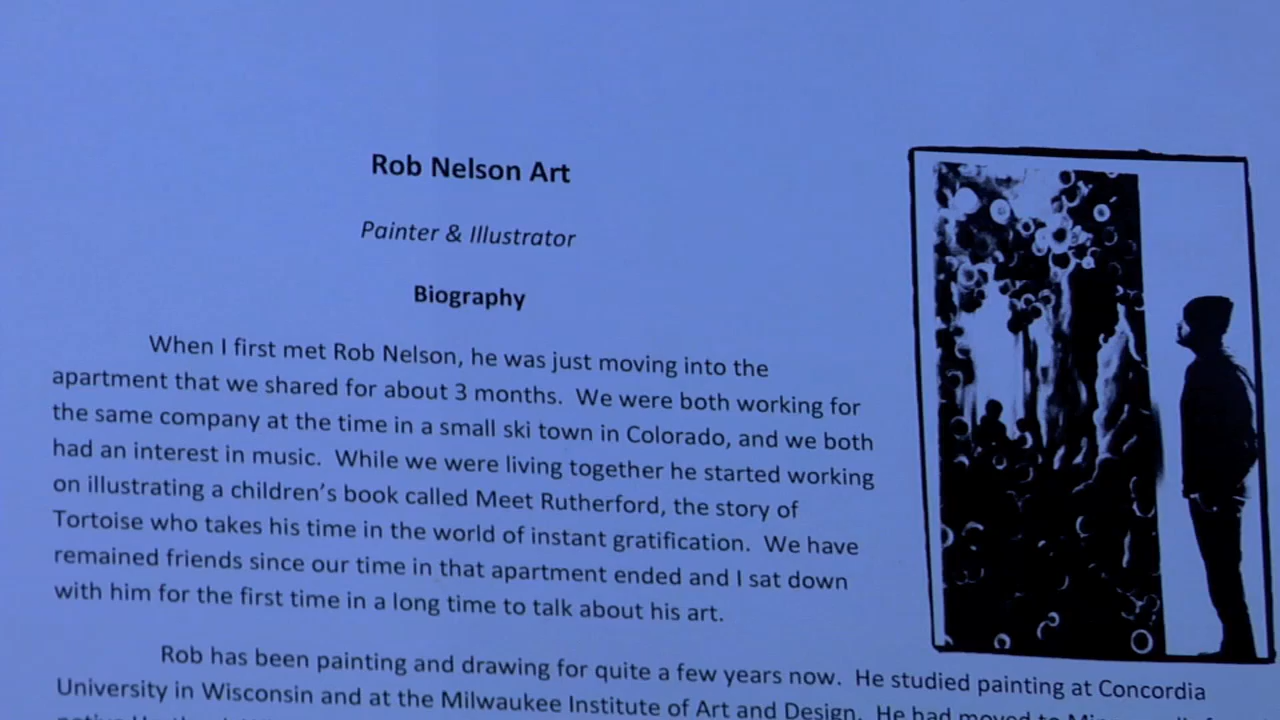 Rob Nelson Art
Painter & Illustrator
Biography
When I first met Rob Nelson, he was just moving into the
apartment that we shared for about 3 months. We were both working for
the same company at the time in a small ski town in Colorado, and we both
had an interest in music. While we were living together he started working
on illustrating a children's book called Meet Rutherford, the story of
Tortoise who takes his time in the world of instant gratification. We have
remained friends since our time in that apartment ended and I sat down
with him for the first time in a long time to talk about his art.
Rob has been painting and drawing for quite a few years now. He studied painting at Concordia
University in Wisconsin and at the Milwaukee Institute of Art and Design. He had moved to